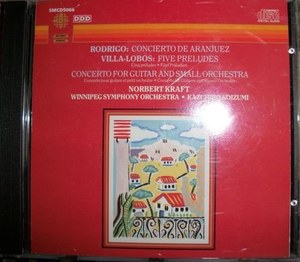 SMCD5068
DDD
RODRIGO: CONCIERTO DE ARANJUEZ
VILLA-LOBOS: FIVE PRELUDES
CONCERTO FOR GUITAR AND SMALL ORCHESTRA
NORBERT KRAFT
WINNIPEG SYMPHONY ORCHESTRA • KAZUHIRO KOIZUMI